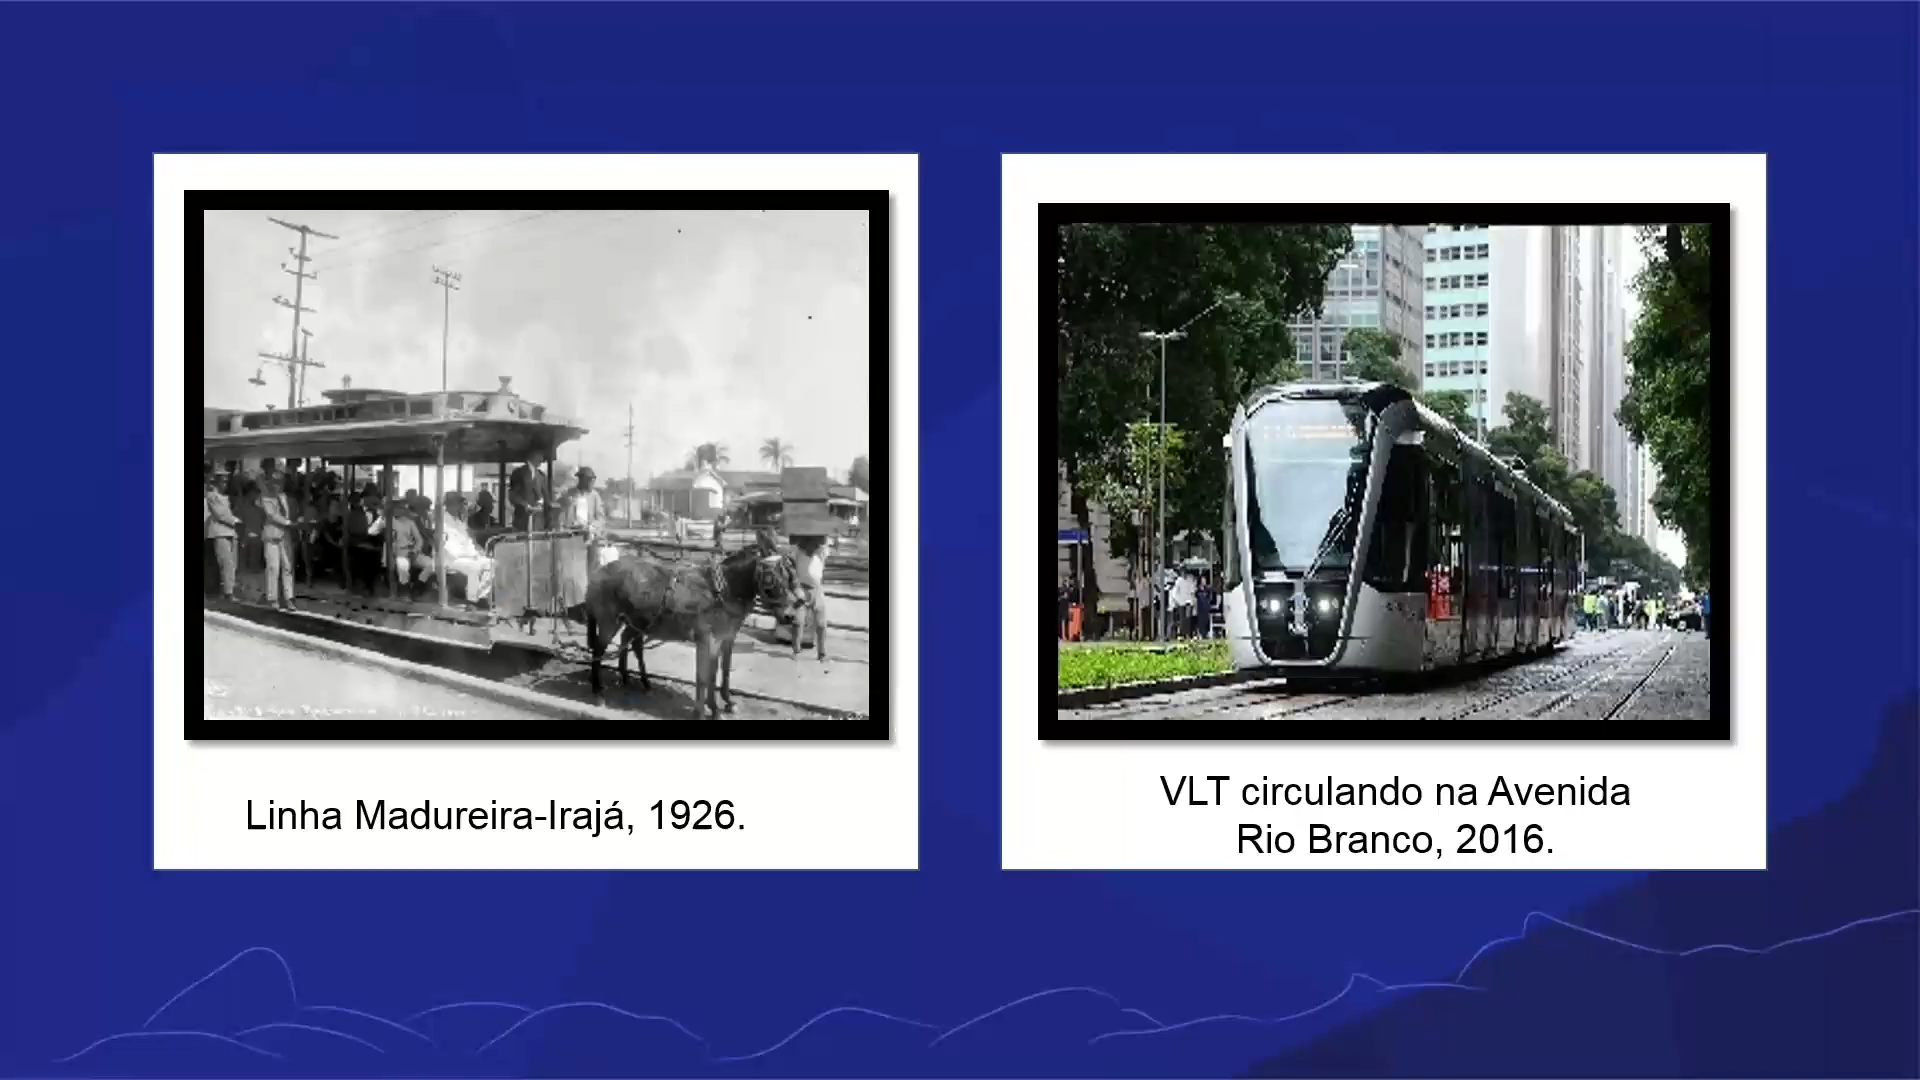 Linha Madureira-Irajá, 1926.
VLT circulando na Avenida
Rio Branco, 2016.